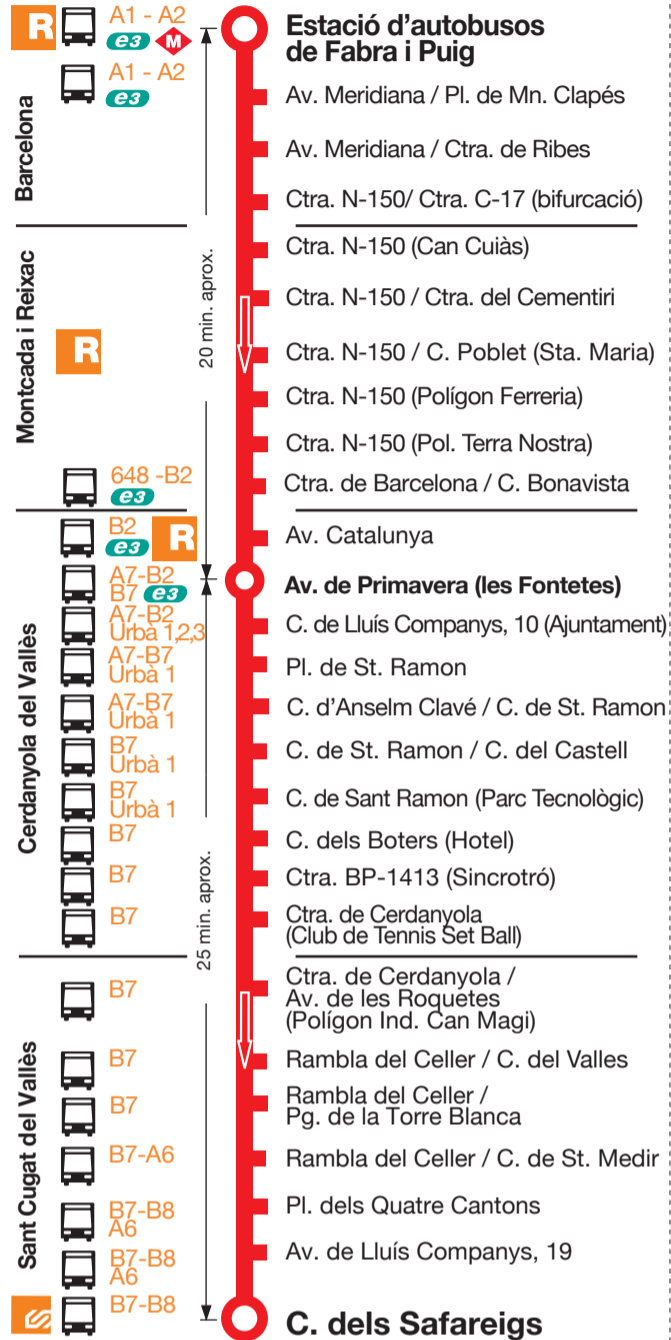 R A1 - A2
e3 M
Estació d’autobusos
de Fabra i Puig
A1 - A2
e3
Av. Meridiana / Pl. de Mn. Clapés
Barcelona
Av. Meridiana / Ctra. de Ribes
Ctra. N-150/ Ctra. C-17 (bifurcació)
Ctra. N-150 (Can Cuiàs)
Montcada i Reixac
20 min. aprox.
Ctra. N-150 / Ctra. del Cementiri
R
Ctra. N-150 / C. Poblet (Sta. Maria)
Ctra. N-150 (Polígon Ferreria)
Ctra. N-150 (Pol. Terra Nostra)
648 -B2
e3
Ctra. de Barcelona / C. Bonavista
B2
e3 R
Av. Catalunya
A7-B2
B7 e3
Av. de Primavera (les Fontetes)
A7-B2
Urbà 1,2,3
C. de Lluís Companys, 10 (Ajuntament)
Cerdanyola del Vallès
A7-B7
Urbà 1
Pl. de St. Ramon
A7-B7
Urbà 1
C. d’Anselm Clavé / C. de St. Ramon
B7
Urbà 1
C. de St. Ramon / C. del Castell
B7
Urbà 1
C. de Sant Ramon (Parc Tecnològic)
B7
C. dels Boters (Hotel)
B7
Ctra. BP-1413 (Sincrotró)
B7
Ctra. de Cerdanyola
(Club de Tennis Set Ball)
25 min. aprox.
B7
Ctra. de Cerdanyola /
Av. de les Roquetes
(Polígon Ind. Can Magi)
Sant Cugat del Vallès
B7
Rambla del Celler / C. del Valles
B7
Rambla del Celler /
Pg. de la Torre Blanca
B7-A6
Rambla del Celler / C. de St. Medir
B7-B8
A6
Pl. dels Quatre Cantons
B7-B8
A6
Av. de Lluís Companys, 19
B7-B8
C. dels Safareigs